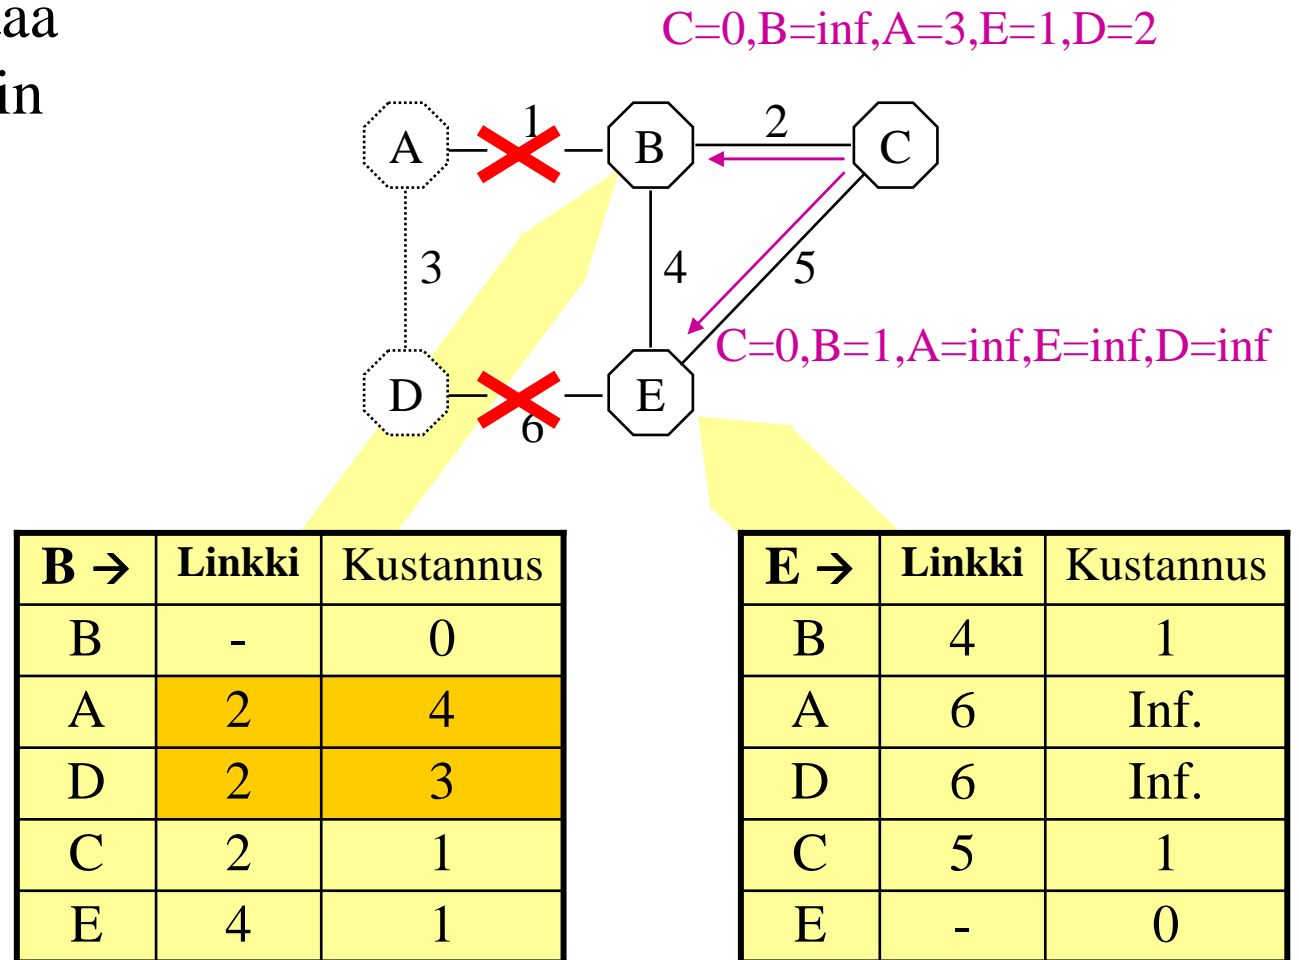 aa
C=0,B=inf,A=3,E=1,D=2
in
1
2
A
B
C
3
4
5
C=0,B=1,A=inf,E=inf,D=inf
D
E
6
B → Linkki Kustannus
B - 0
A 2 4
D 2 3
C 2 1
E 4 1
E → Linkki Kustannus
B 4 1
A 6 Inf.
D 6 Inf.
C 5 1
E - 0